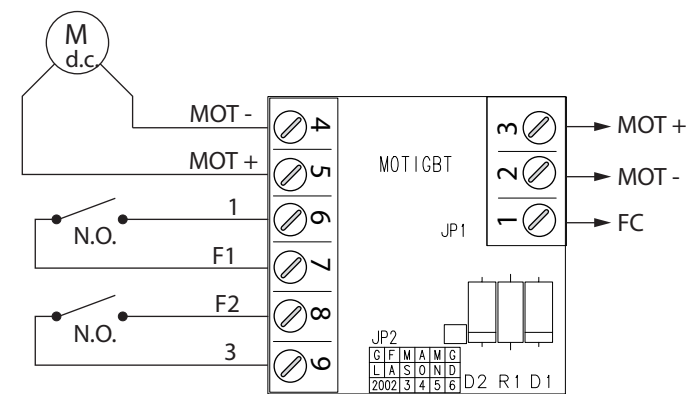 M
d.c.
MOT -
MOT +
1
F1
F2
3
N.O.
N.O.
4
5
6
7
8
9
MOTIGBT
3
2
1
JP1
MOT +
MOT -
FC
JP2
G F M A M G
L A S O N D
2002 3 4 5 6
D2 R1 D1